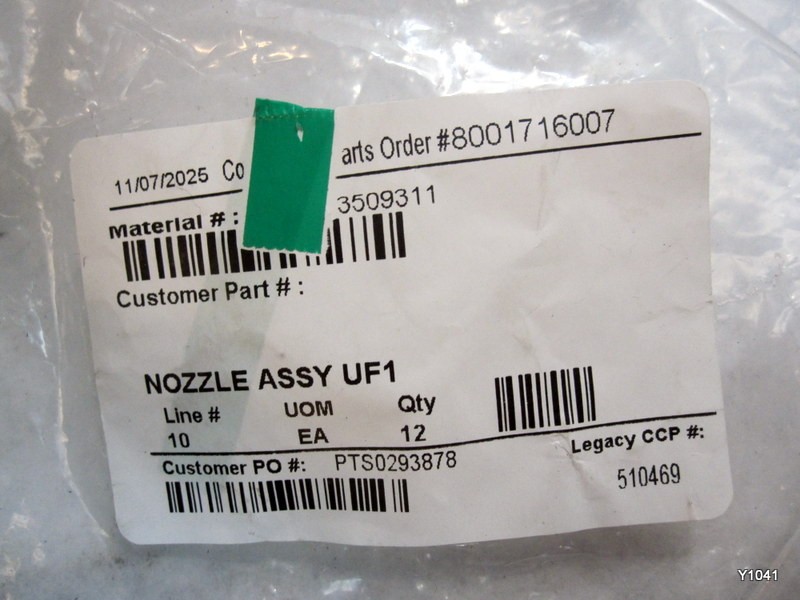 11/07/2025 Co arts Order #8001716007
Material # : 3509311
Customer Part # :
NOZZLE ASSY UF1
Line # UOM Qty
10 EA 12
Legacy CCP #:
Customer PO #: PTS0293878
510469
Y1041